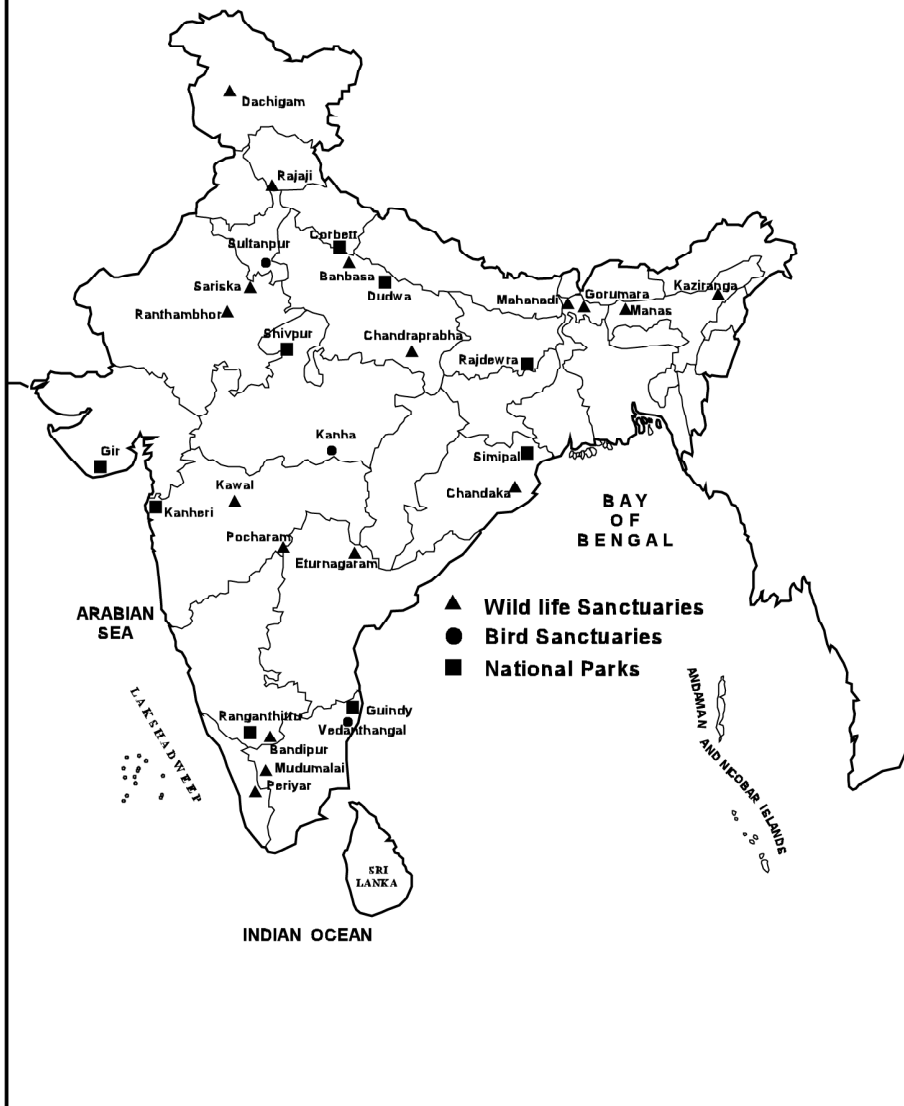 Dachigam
Rajaji
Corbett
Sultanpur
Banbasa
Sariska
Dudwa
Kaziranga
Mahanadi
Gorumara
Manas
Ranthambhor
Shivpur
Chandraprabha
Rajdewra
Kanha
Gir
Simipal
Kawal
Chandaka
Kanheri
BAY
OF
BENGAL
Pocharam
Eturnagaram
ARABIAN
SEA
Wild life Sanctuaries
Bird Sanctuaries
National Parks
LAKSHADWEEP
ANDAMAN AND NICOBAR ISLANDS
Ranganthittu
Guindy
Vedanthangal
Bandipur
Mudumalai
Periyar
SRI
LANKA
INDIAN OCEAN